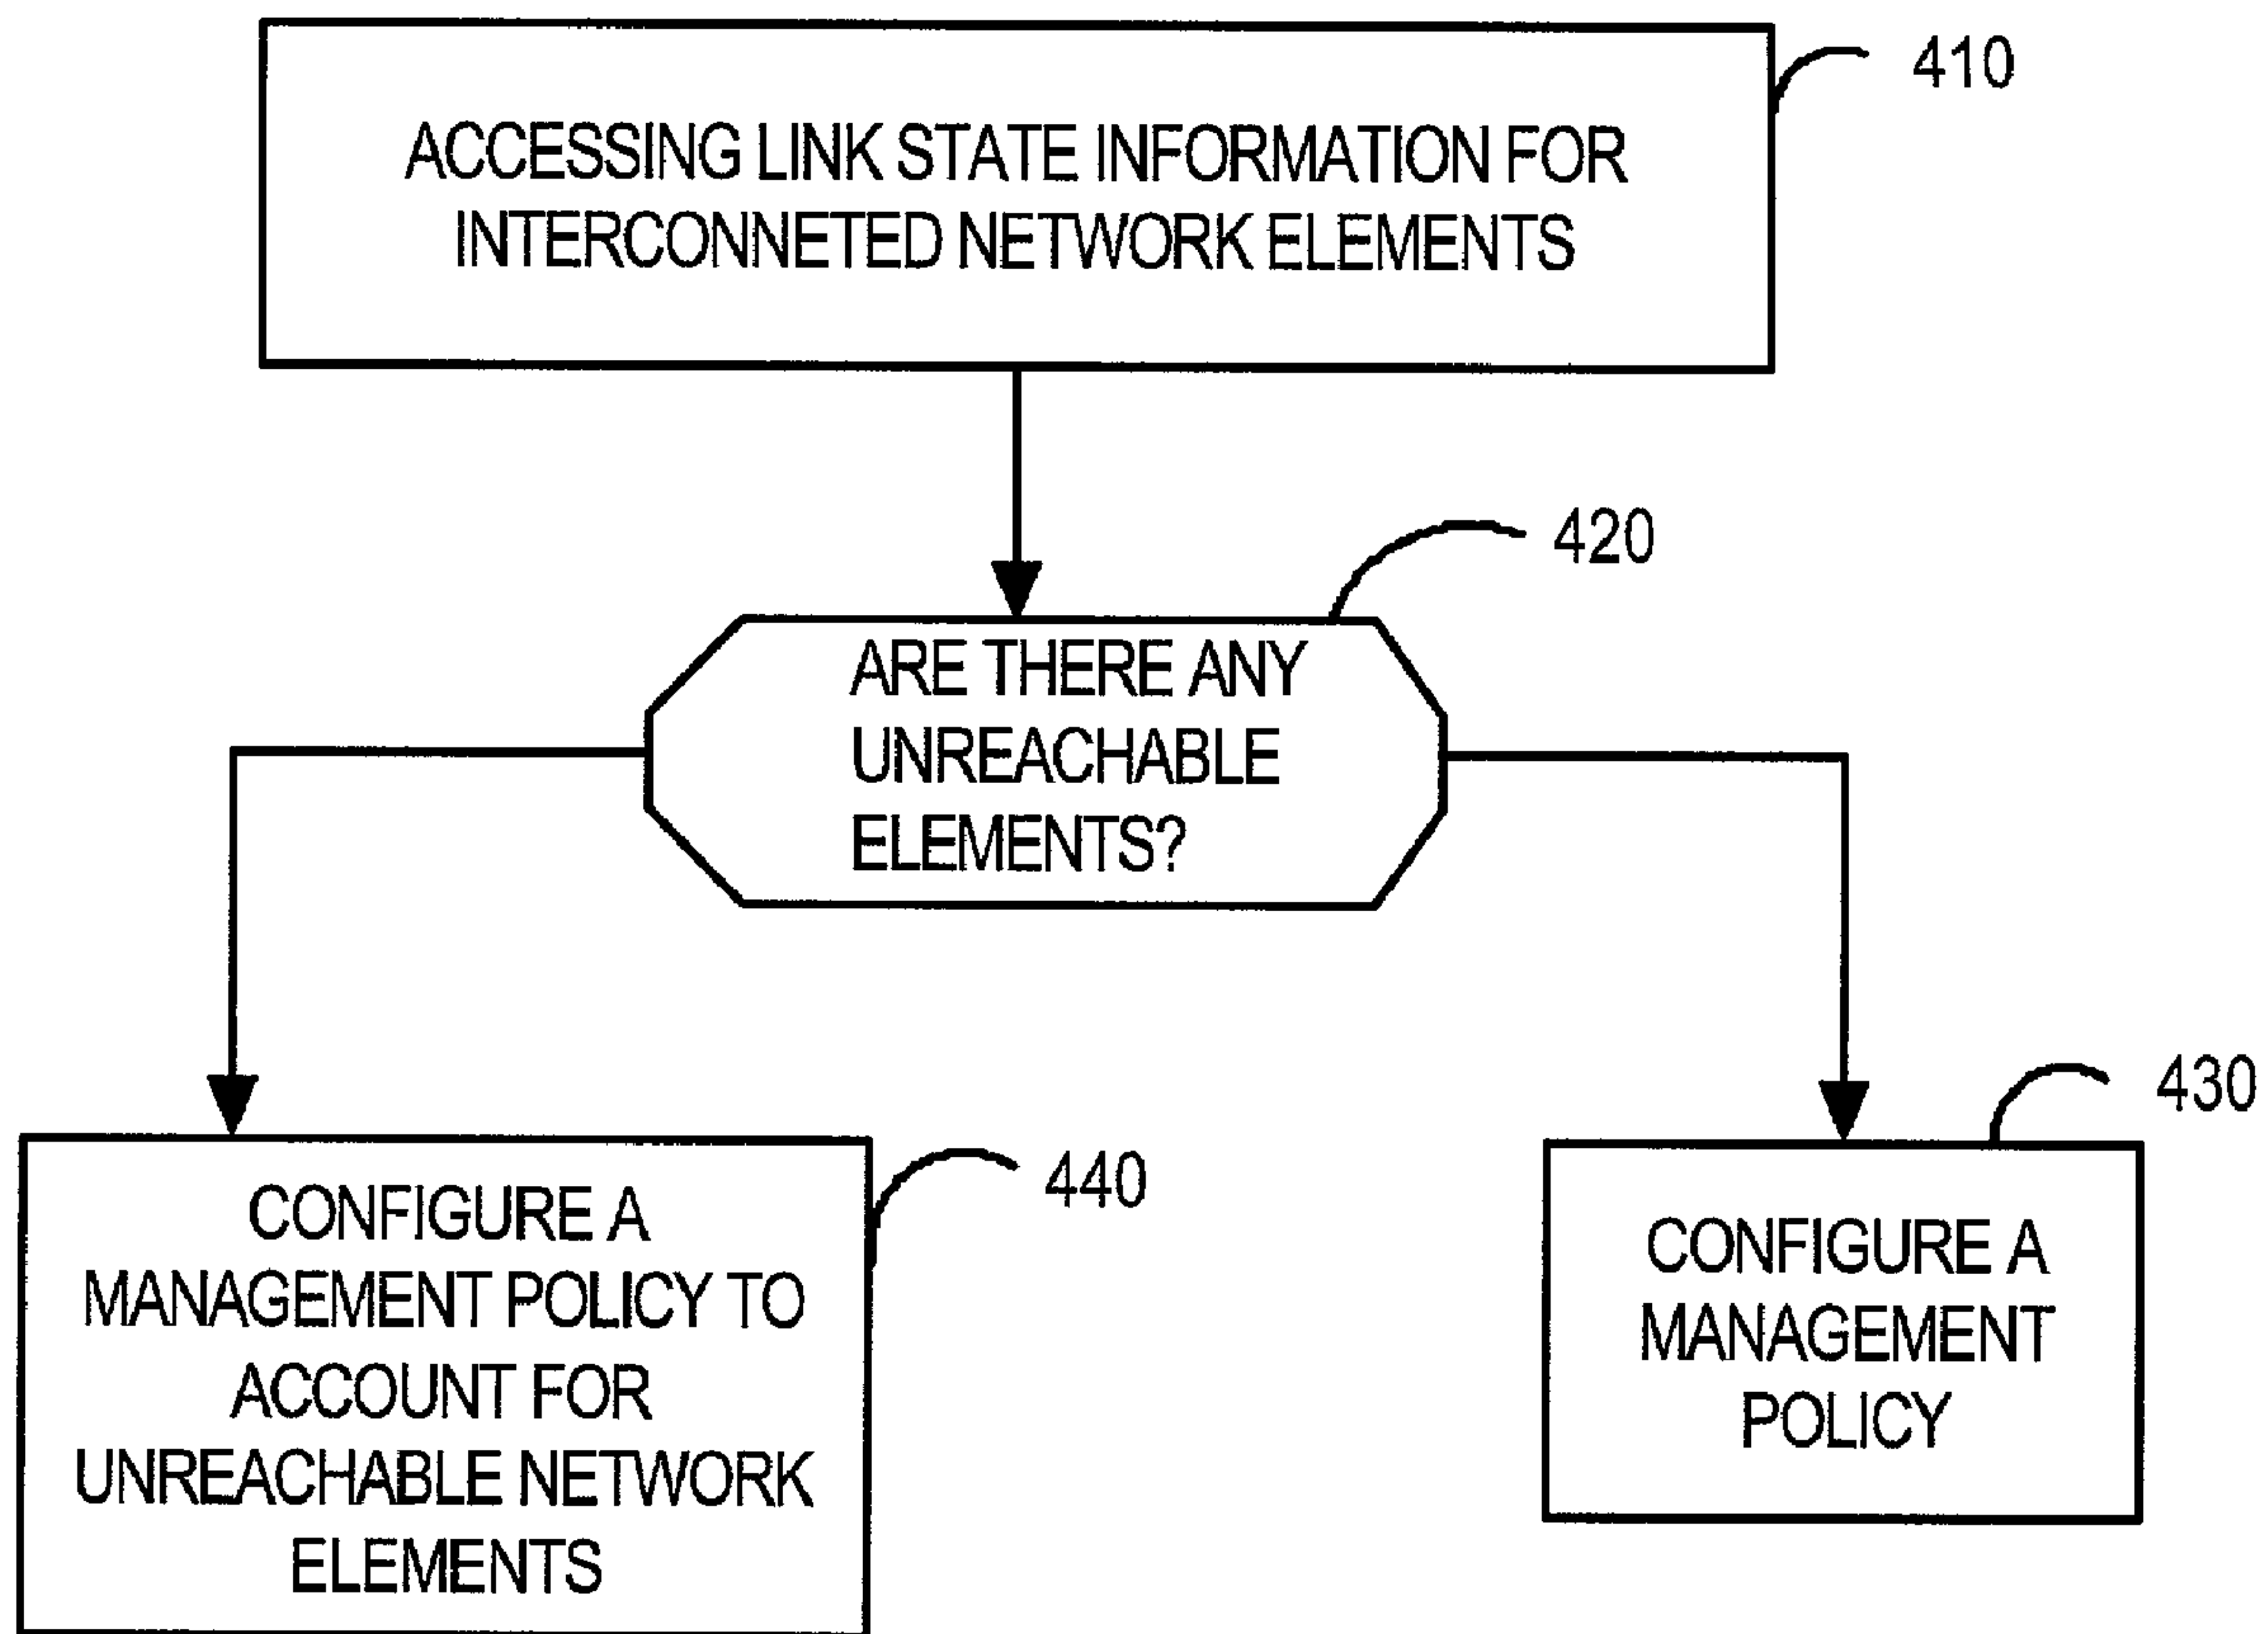 410
ACCESSING LINK STATE INFORMATION FOR
INTERCONNETED NETWORK ELEMENTS
420
ARE THERE ANY
UNREACHABLE
ELEMENTS?
440
CONFIGURE A
MANAGEMENT POLICY TO
ACCOUNT FOR
UNREACHABLE NETWORK
ELEMENTS
430
CONFIGURE A
MANAGEMENT
POLICY